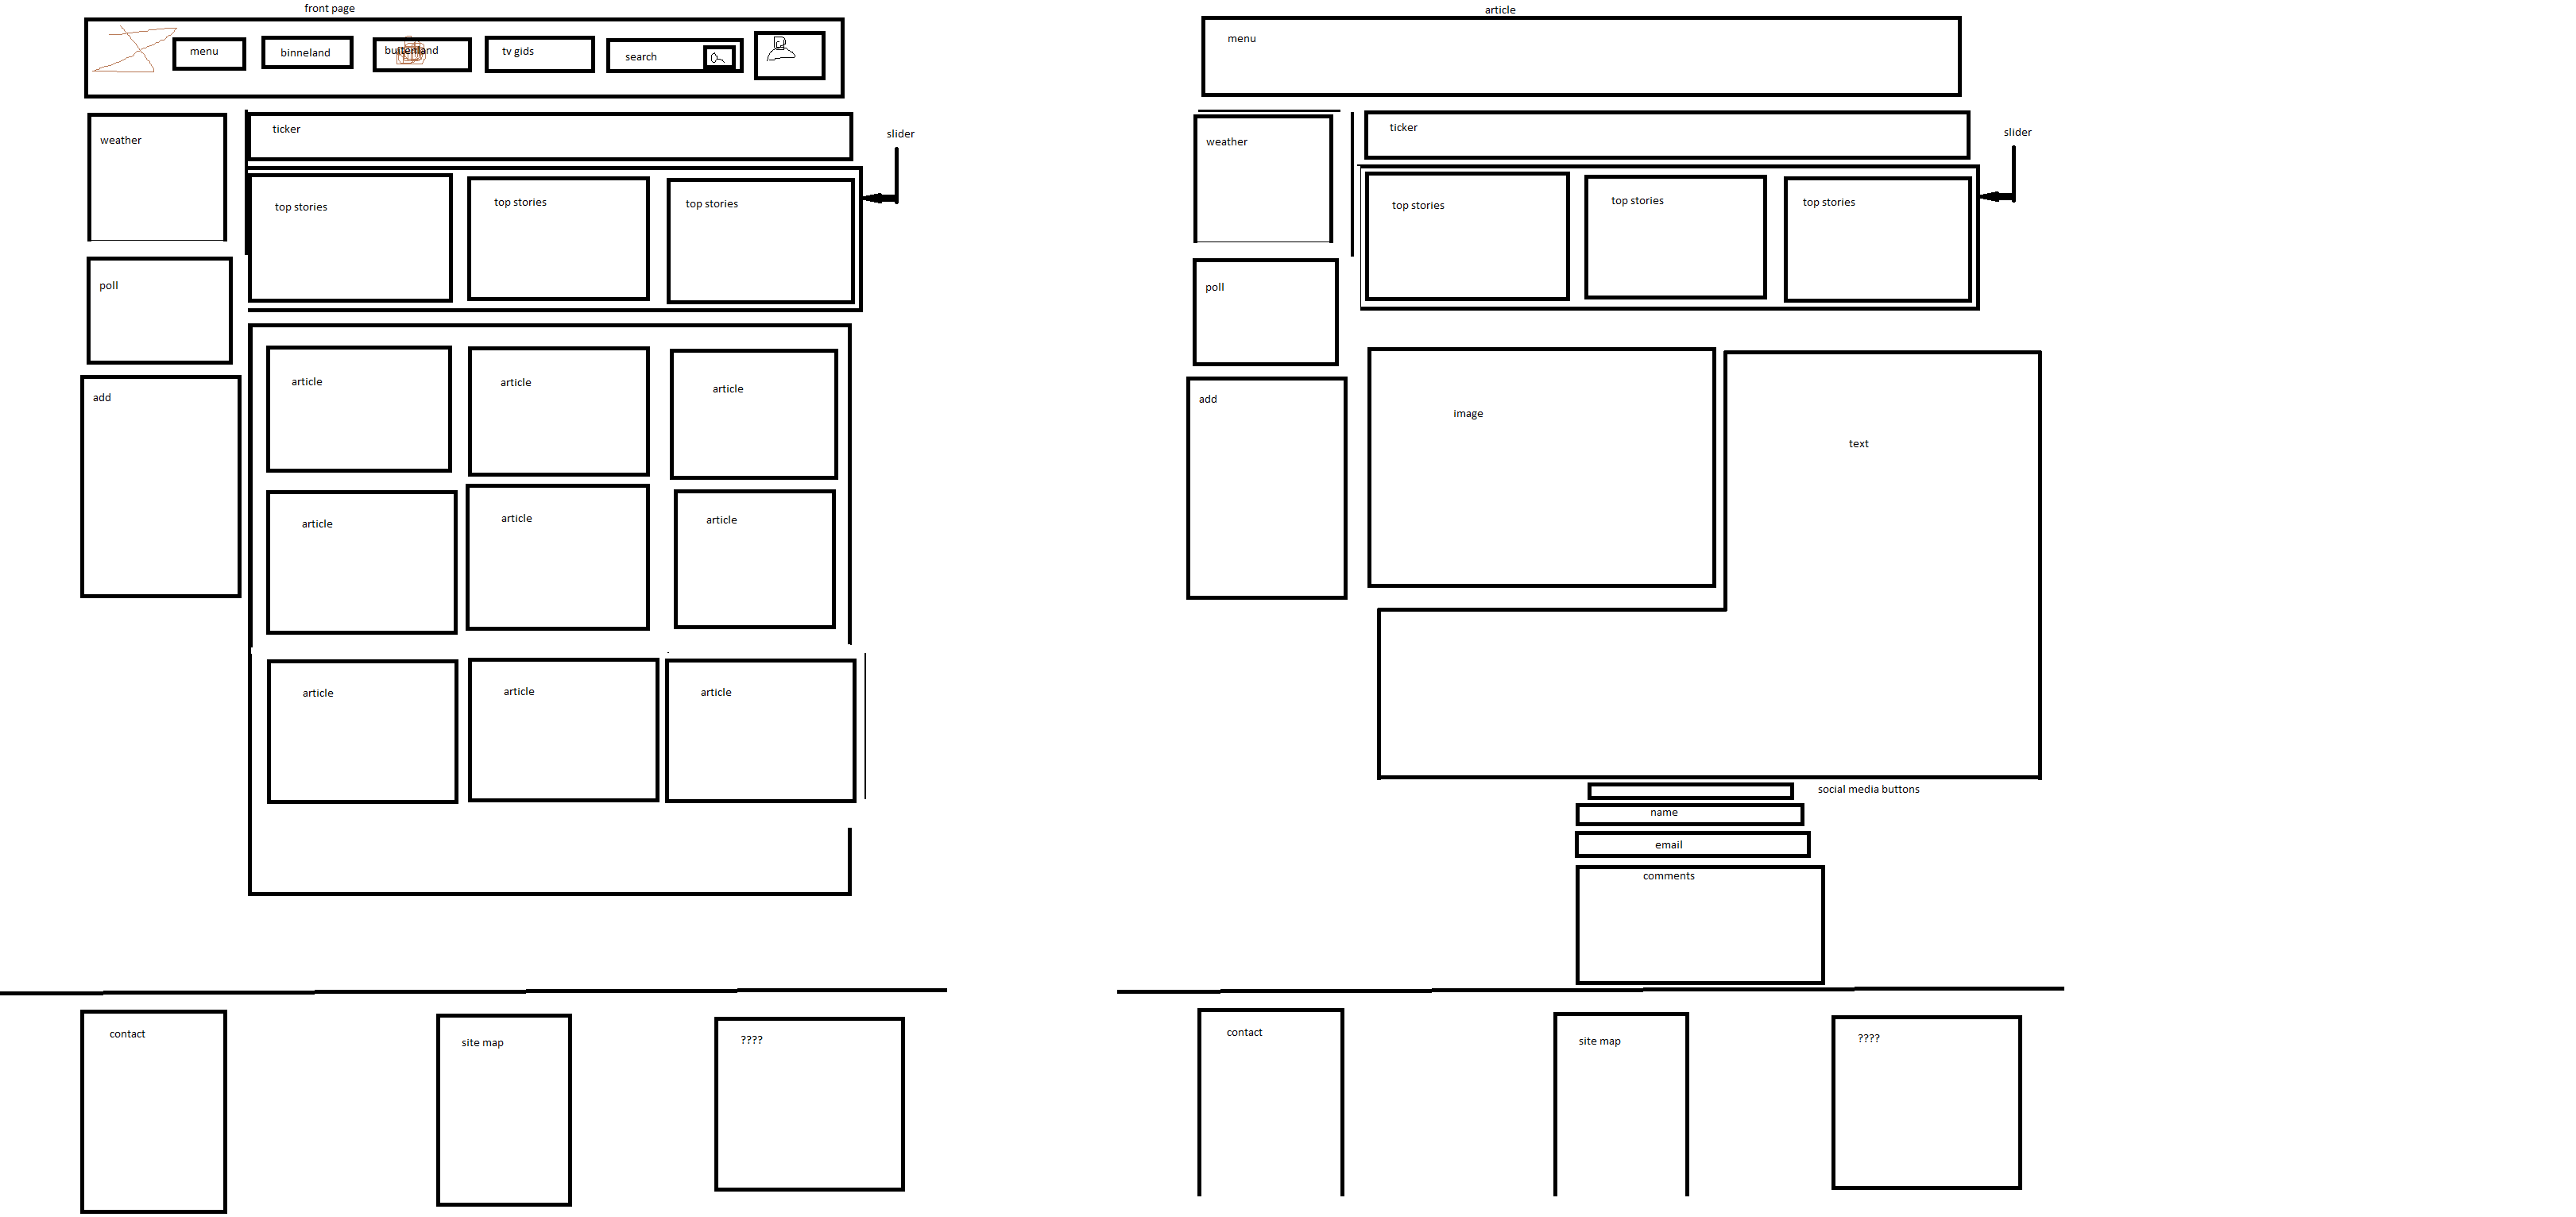 front page
menu
binneland
buitenland
tv gids
search
weather
ticker
slider
top stories
top stories
top stories
poll
add
article
article
article
article
article
article
article
article
article
contact
site map
????
article
menu
weather
ticker
slider
top stories
top stories
top stories
poll
add
image
text
social media buttons
name
email
comments
contact
site map
????